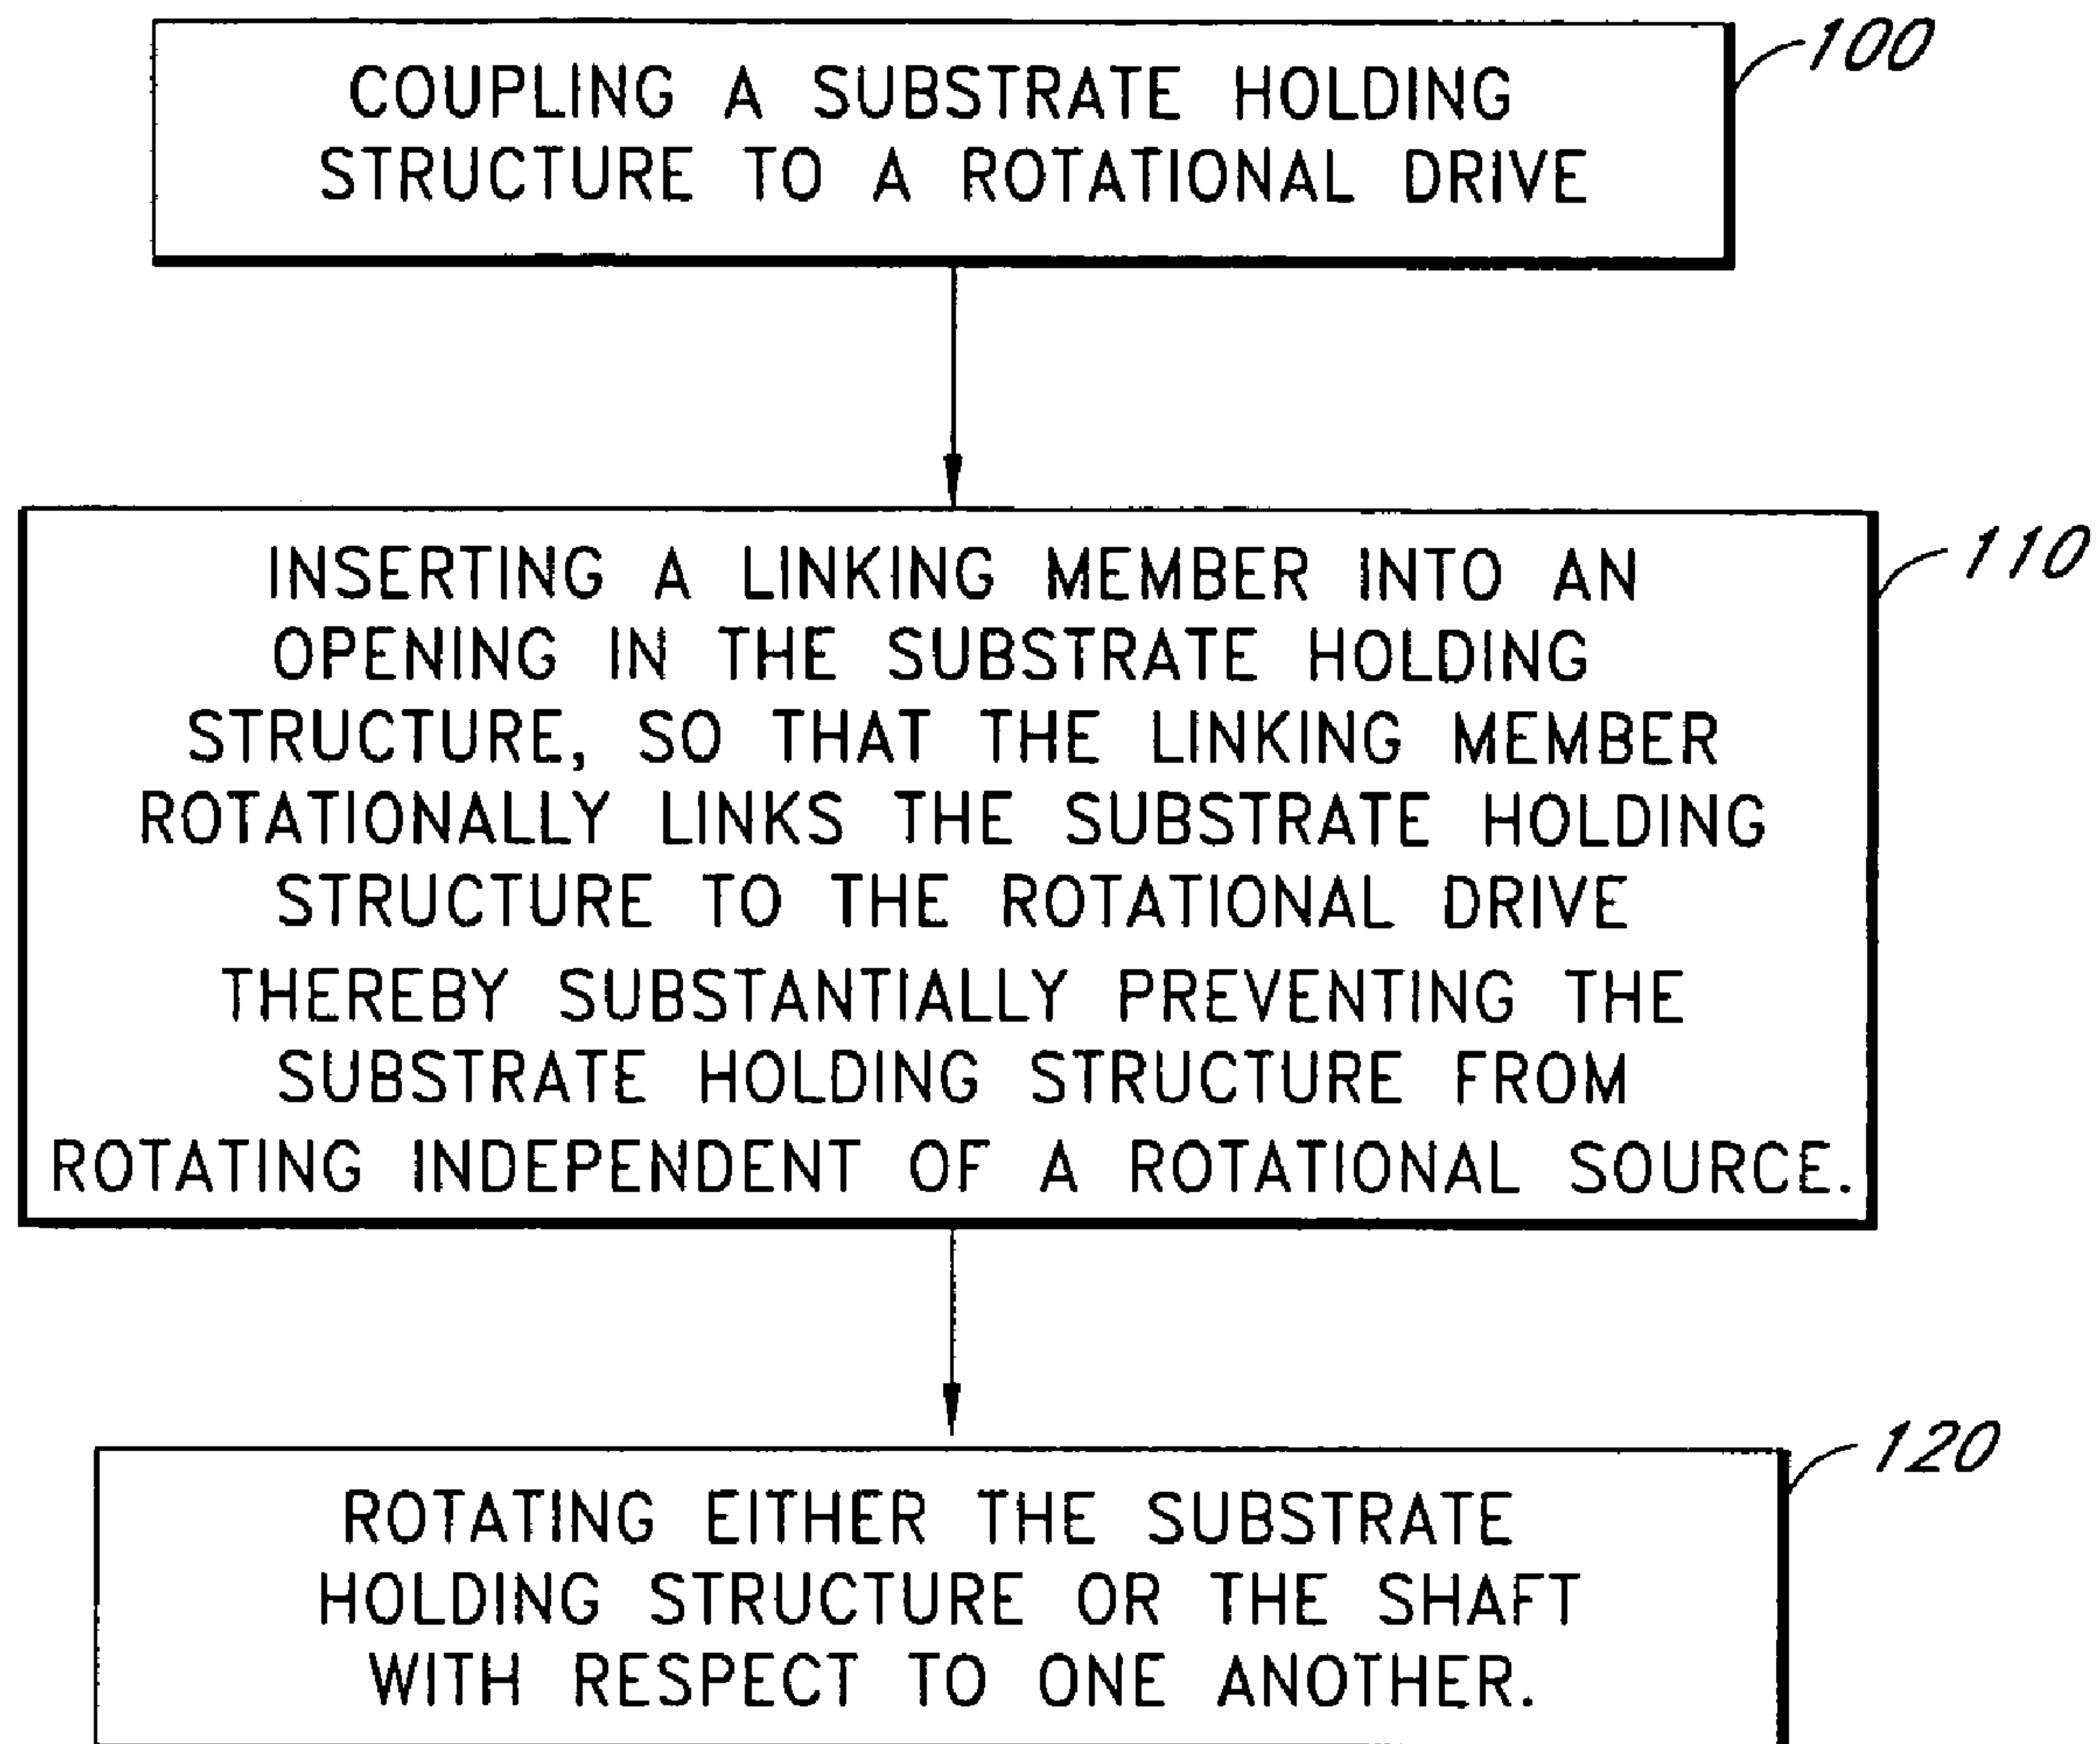 COUPLING A SUBSTRATE HOLDING
STRUCTURE TO A ROTATIONAL DRIVE
100
INSERTING A LINKING MEMBER INTO AN
OPENING IN THE SUBSTRATE HOLDING
STRUCTURE, SO THAT THE LINKING MEMBER
ROTATIONALLY LINKS THE SUBSTRATE HOLDING
STRUCTURE TO THE ROTATIONAL DRIVE
THEREBY SUBSTANTIALLY PREVENTING THE
SUBSTRATE HOLDING STRUCTURE FROM
ROTATING INDEPENDENT OF A ROTATIONAL SOURCE.
110
ROTATING EITHER THE SUBSTRATE
HOLDING STRUCTURE OR THE SHAFT
WITH RESPECT TO ONE ANOTHER.
120